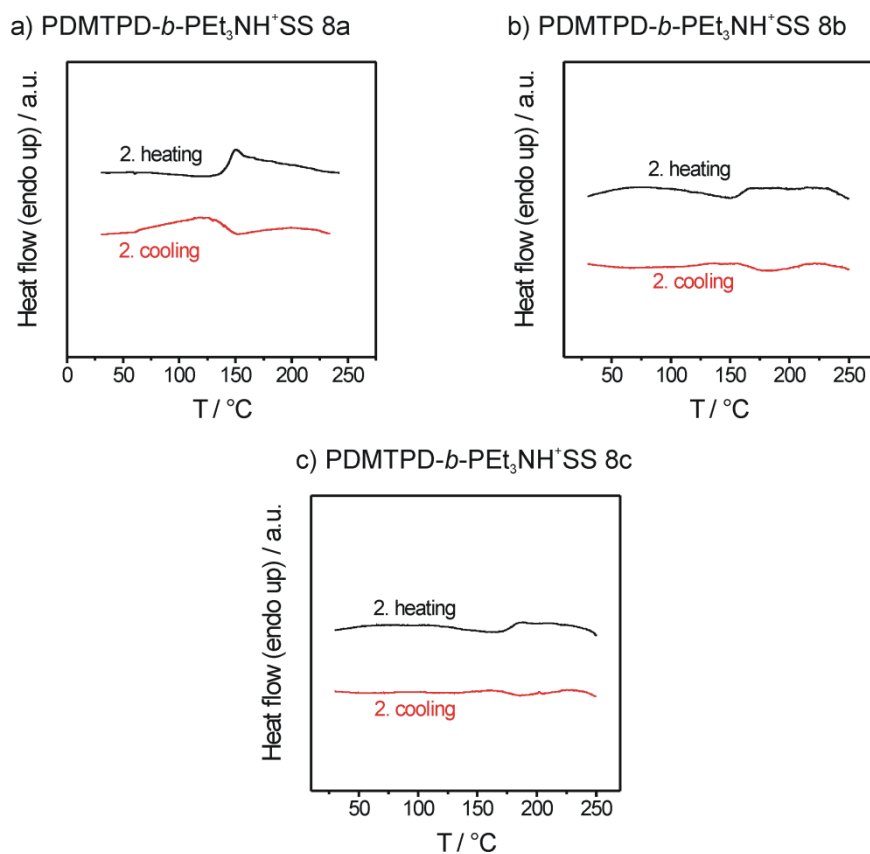 a) PDMTPD-b-PEt₃NH⁺SS 8a
Heat flow (endo up) / a.u.
2. heating
2. cooling
0 50 100 150 200 250
T / °C
b) PDMTPD-b-PEt₃NH⁺SS 8b
Heat flow (endo up) / a.u.
2. heating
2. cooling
50 100 150 200 250
T / °C
c) PDMTPD-b-PEt₃NH⁺SS 8c
Heat flow (endo up) / a.u.
2. heating
2. cooling
50 100 150 200 250
T / °C